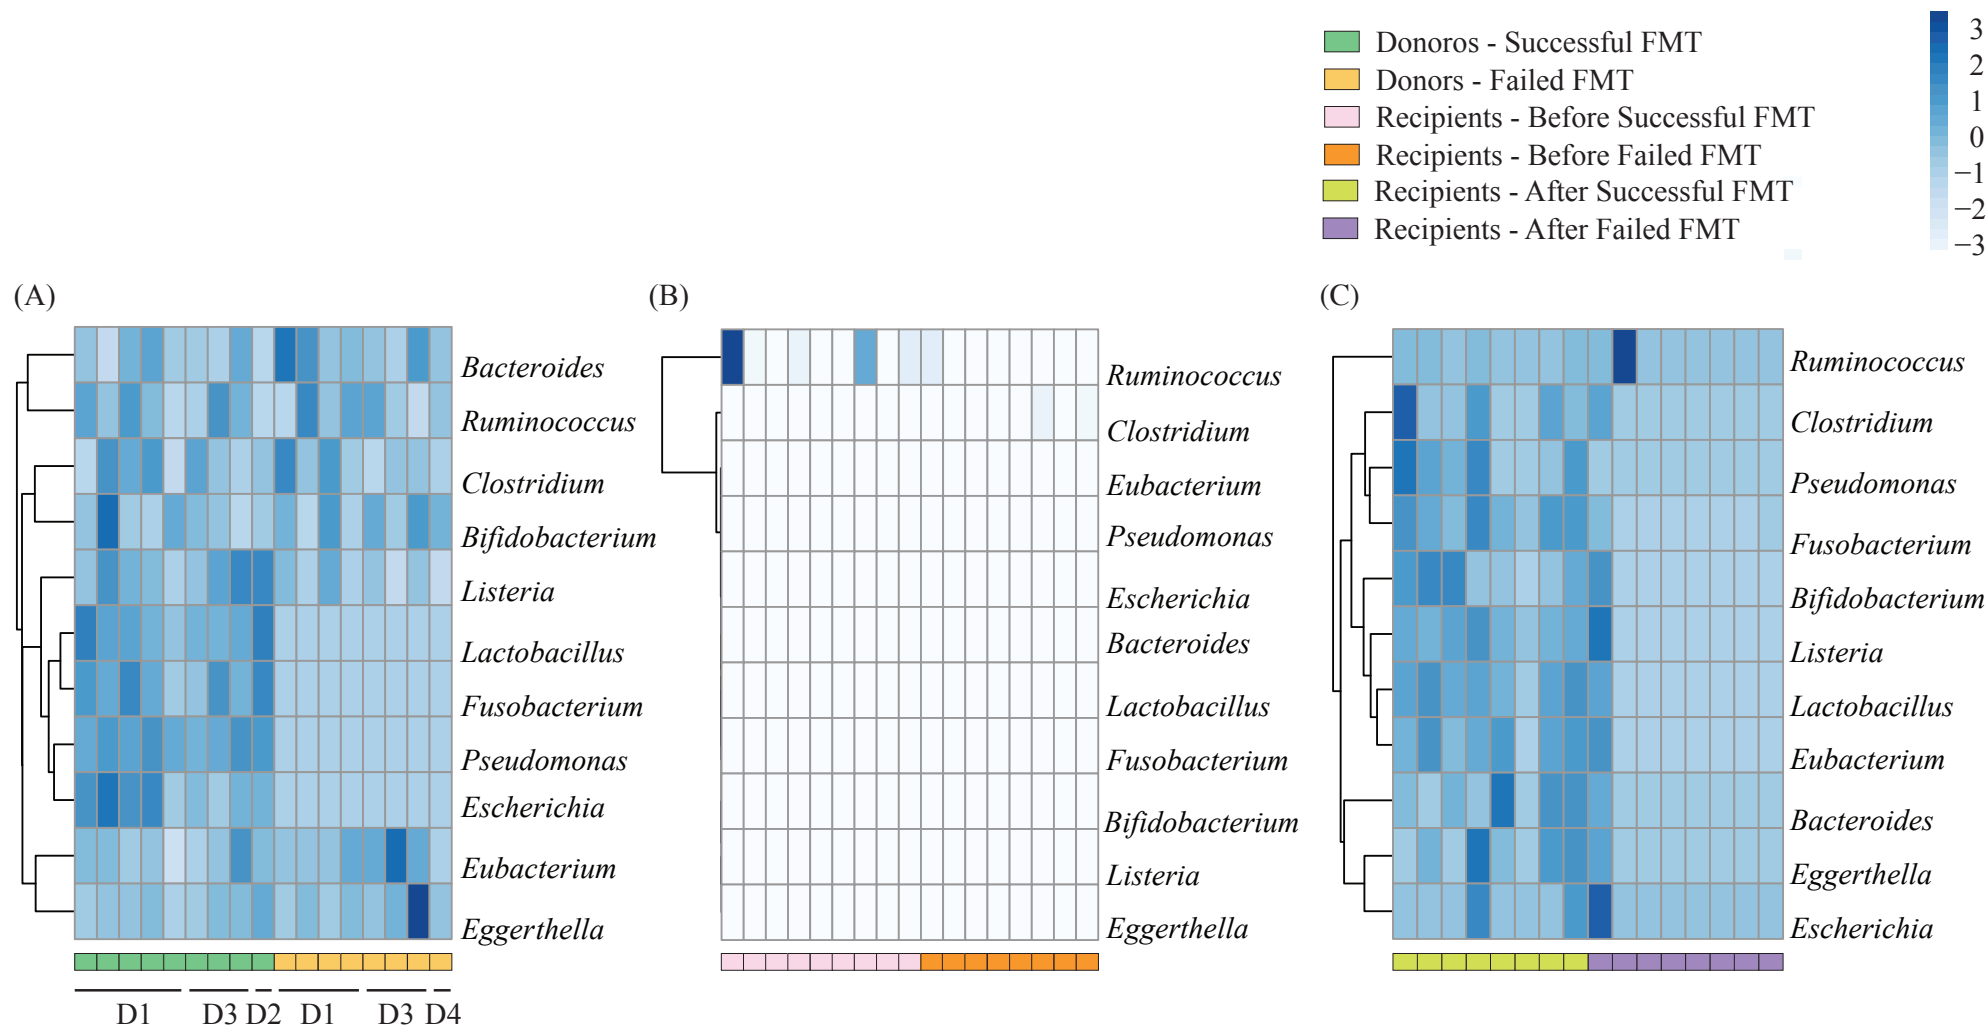 Donoros - Successful FMT
Donors - Failed FMT
Recipients - Before Successful FMT
Recipients - Before Failed FMT
Recipients - After Successful FMT
Recipients - After Failed FMT
3
2
1
0
−1
−2
−3
(A)
Bacteroides
Ruminococcus
Clostridium
Bifidobacterium
Listeria
Lactobacillus
Fusobacterium
Pseudomonas
Escherichia
Eubacterium
Eggerthella
D1 D3 D2 D1 D3 D4
(B)
Ruminococcus
Clostridium
Eubacterium
Pseudomonas
Escherichia
Bacteroides
Lactobacillus
Fusobacterium
Bifidobacterium
Listeria
Eggerthella
(C)
Ruminococcus
Clostridium
Pseudomonas
Fusobacterium
Bifidobacterium
Listeria
Lactobacillus
Eubacterium
Bacteroides
Eggerthella
Escherichia